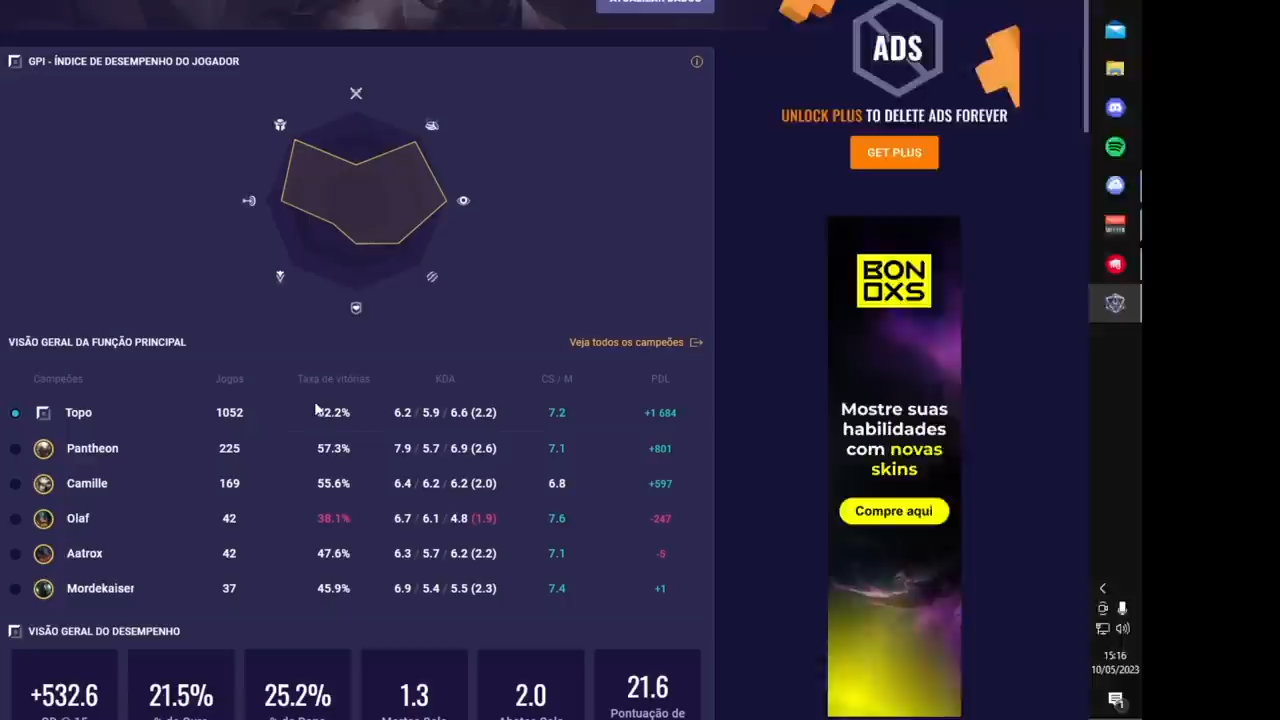 GPI - ÍNDICE DE DESEMPENHO DO JOGADOR
ADS
UNLOCK PLUS TO DELETE ADS FOREVER
GET PLUS
VISÃO GERAL DA FUNÇÃO PRINCIPAL
Veja todos os campeões
Campeões Jogos Taxa de vitórias KDA CS / M PDL
Topo 1052 52.2% 6.2 / 5.9 / 6.6 (2.2) 7.2 +1 684
Pantheon 225 57.3% 7.9 / 5.7 / 6.9 (2.6) 7.1 +801
Camille 169 55.6% 6.4 / 6.2 / 6.2 (2.0) 6.8 +597
Olaf 42 38.1% 6.7 / 6.1 / 4.8 (1.9) 7.6 -247
Aatrox 42 47.6% 6.3 / 5.7 / 6.2 (2.2) 7.1 -5
Mordekaiser 37 45.9% 6.9 / 5.4 / 5.5 (2.3) 7.4 +1
VISÃO GERAL DO DESEMPENHO
+532.6 21.5% 25.2% 1.3 2.0 21.6
Pontuação de
BON
OXS
Mostre suas
habilidades
com novas
skins
Compre aqui
15:16
10/05/2023